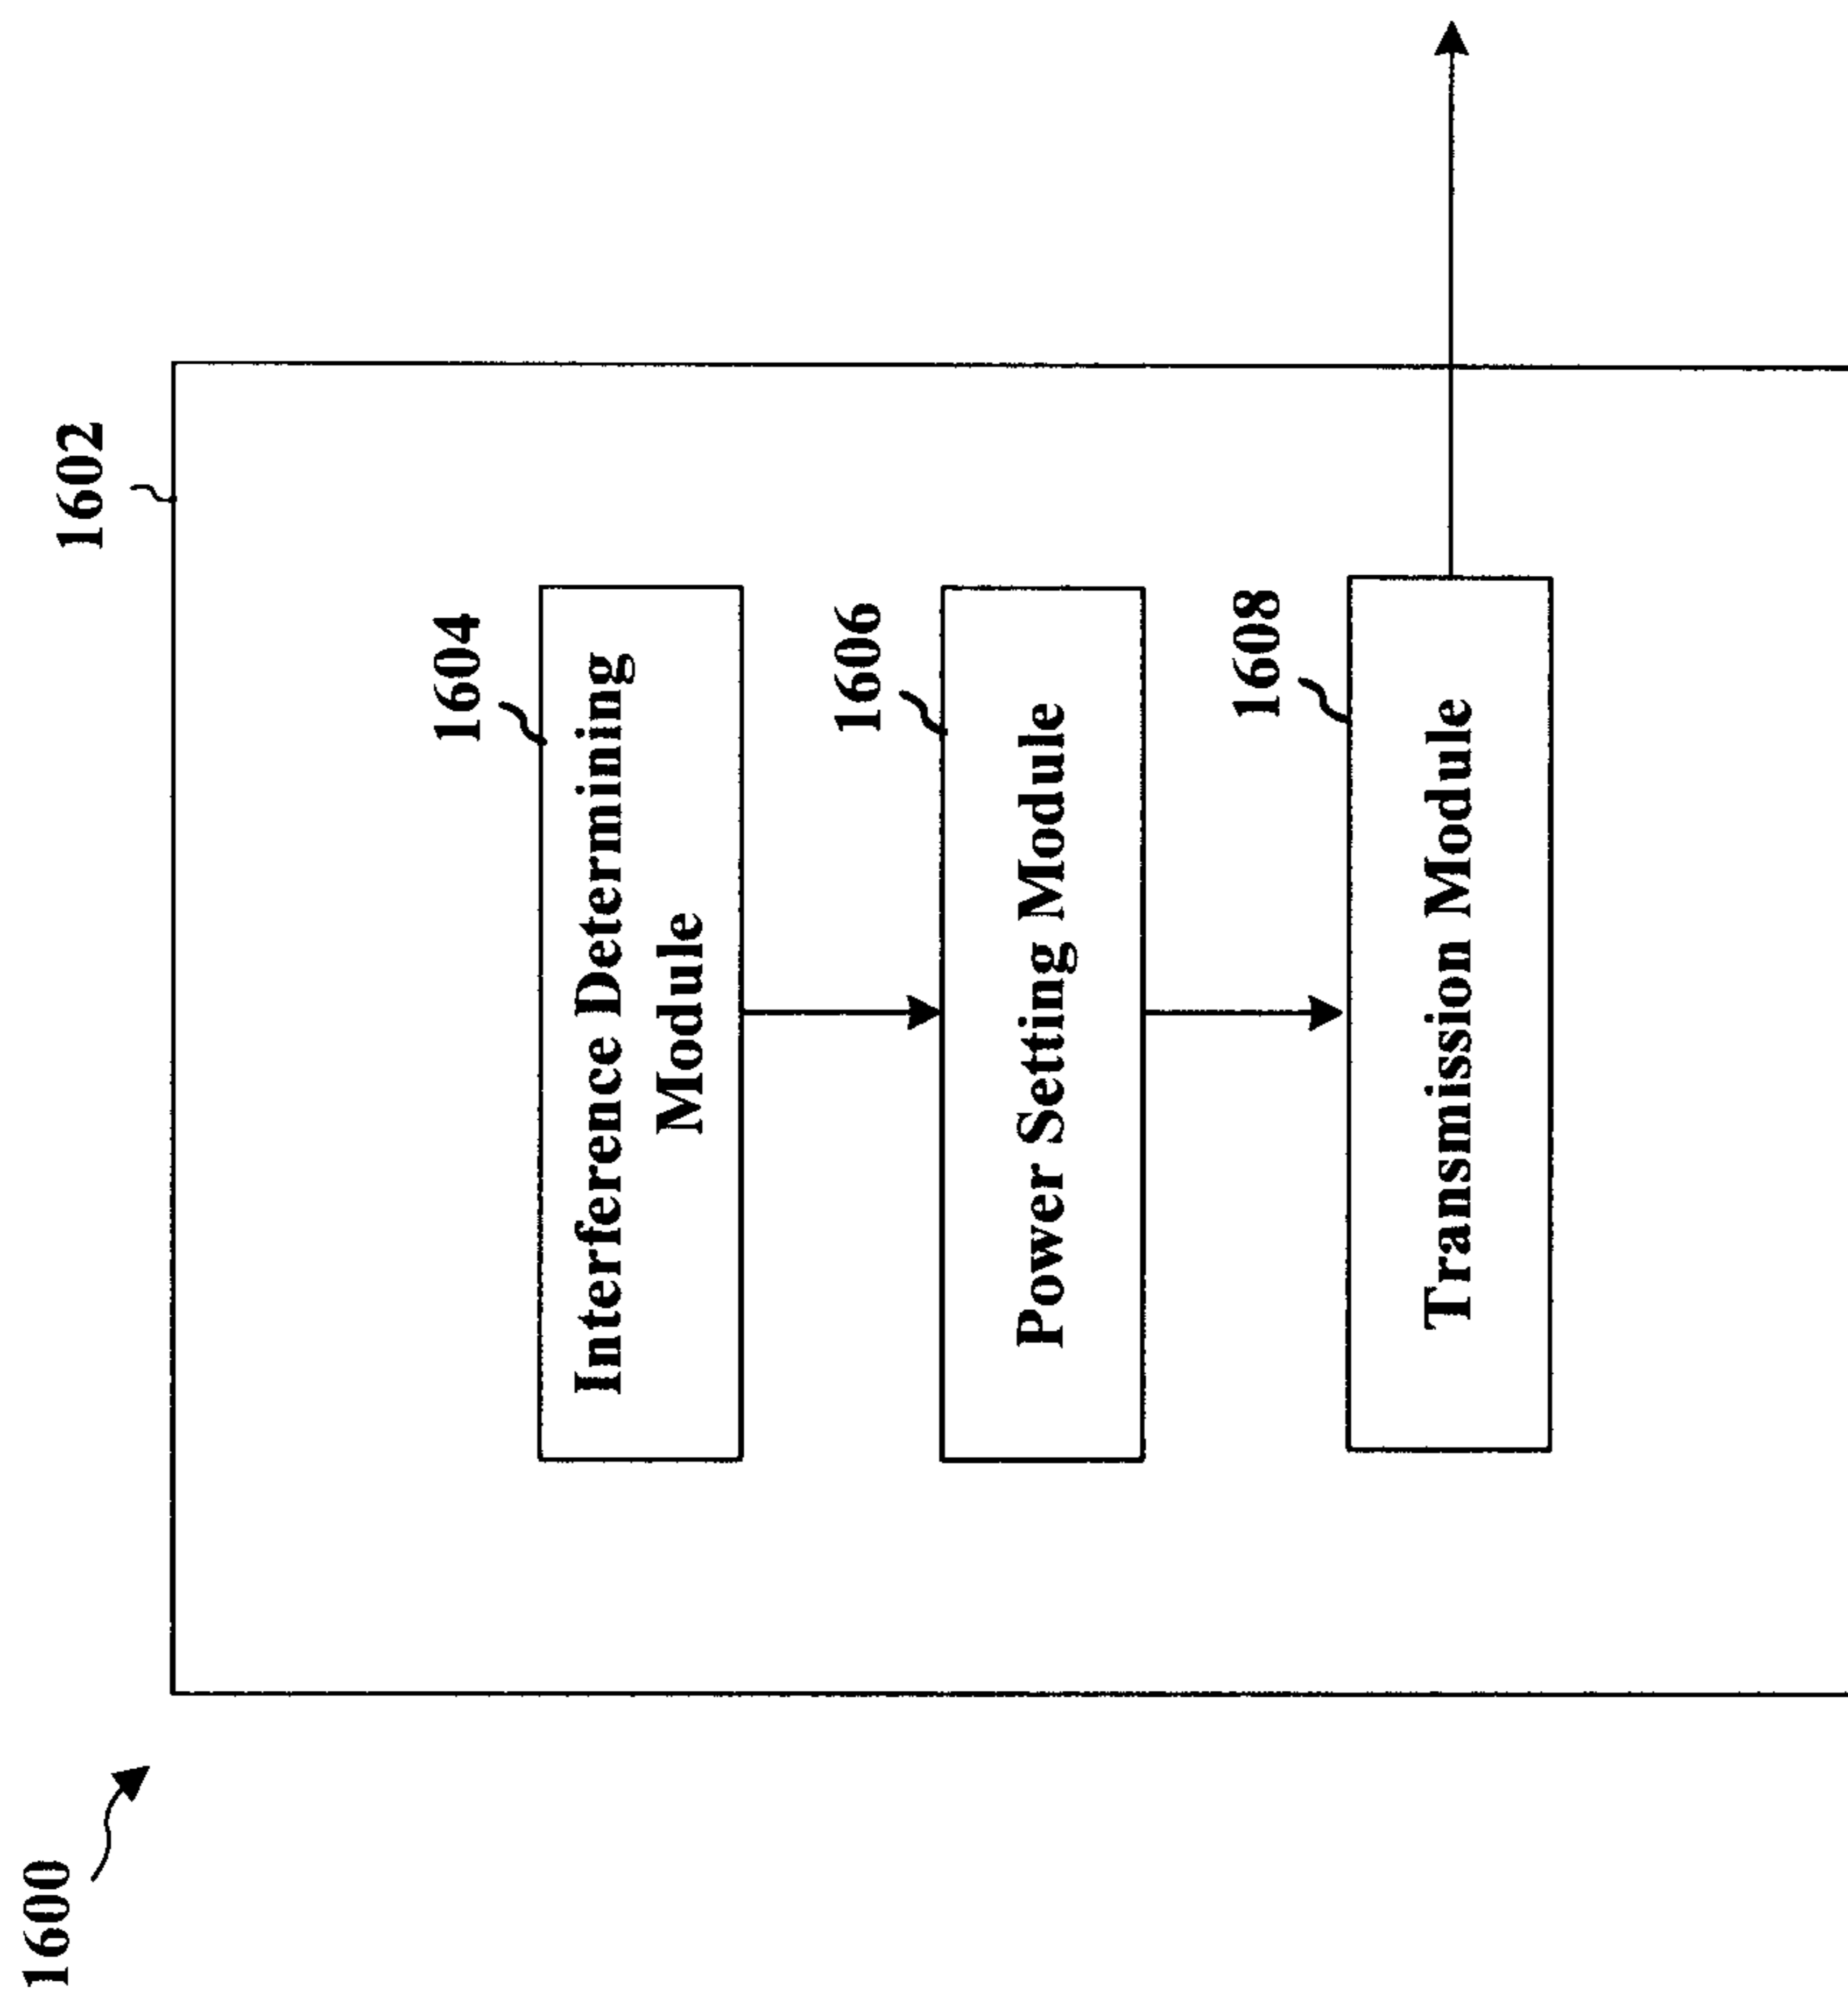 1600
1602
1604
Interference Determining
Module
1606
Power Setting Module
1608
Transmission Module